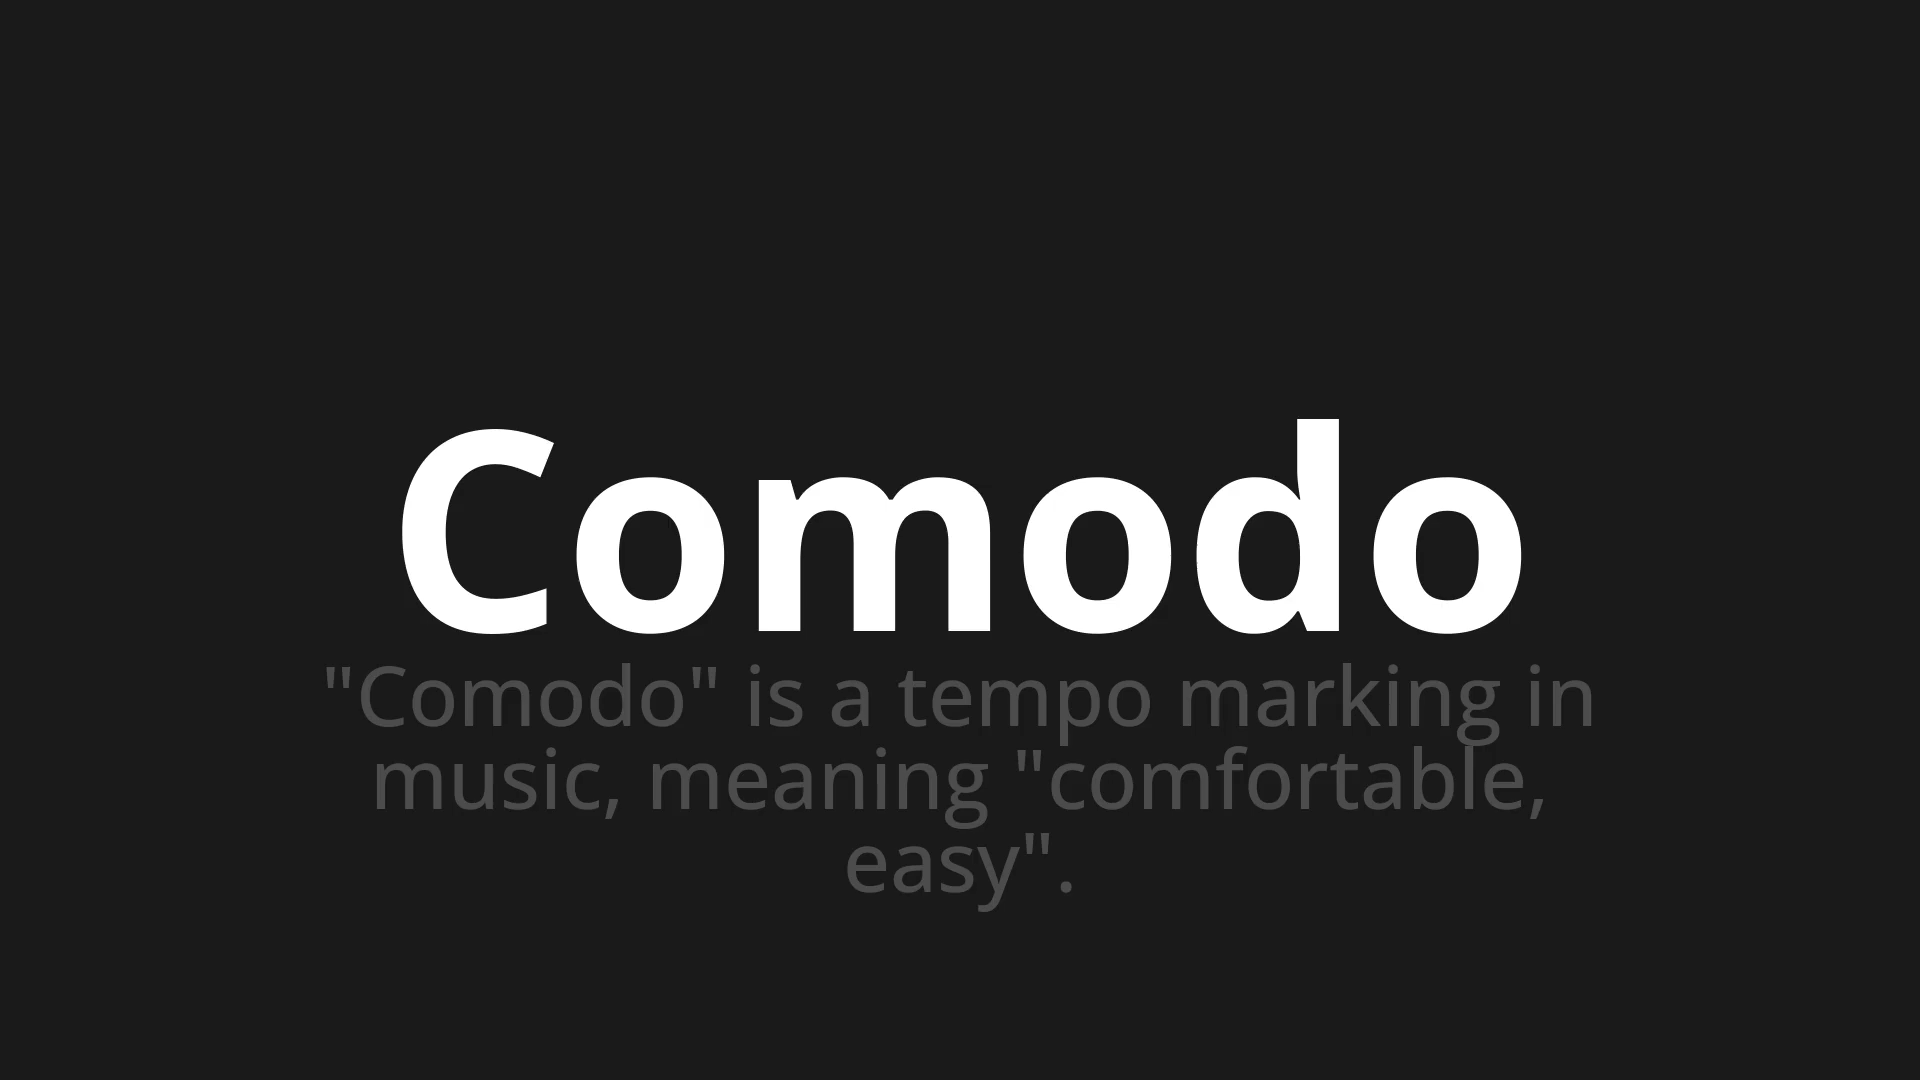 Comodo
"Comodo" is a tempo marking in
music, meaning "comfortable,
easy".